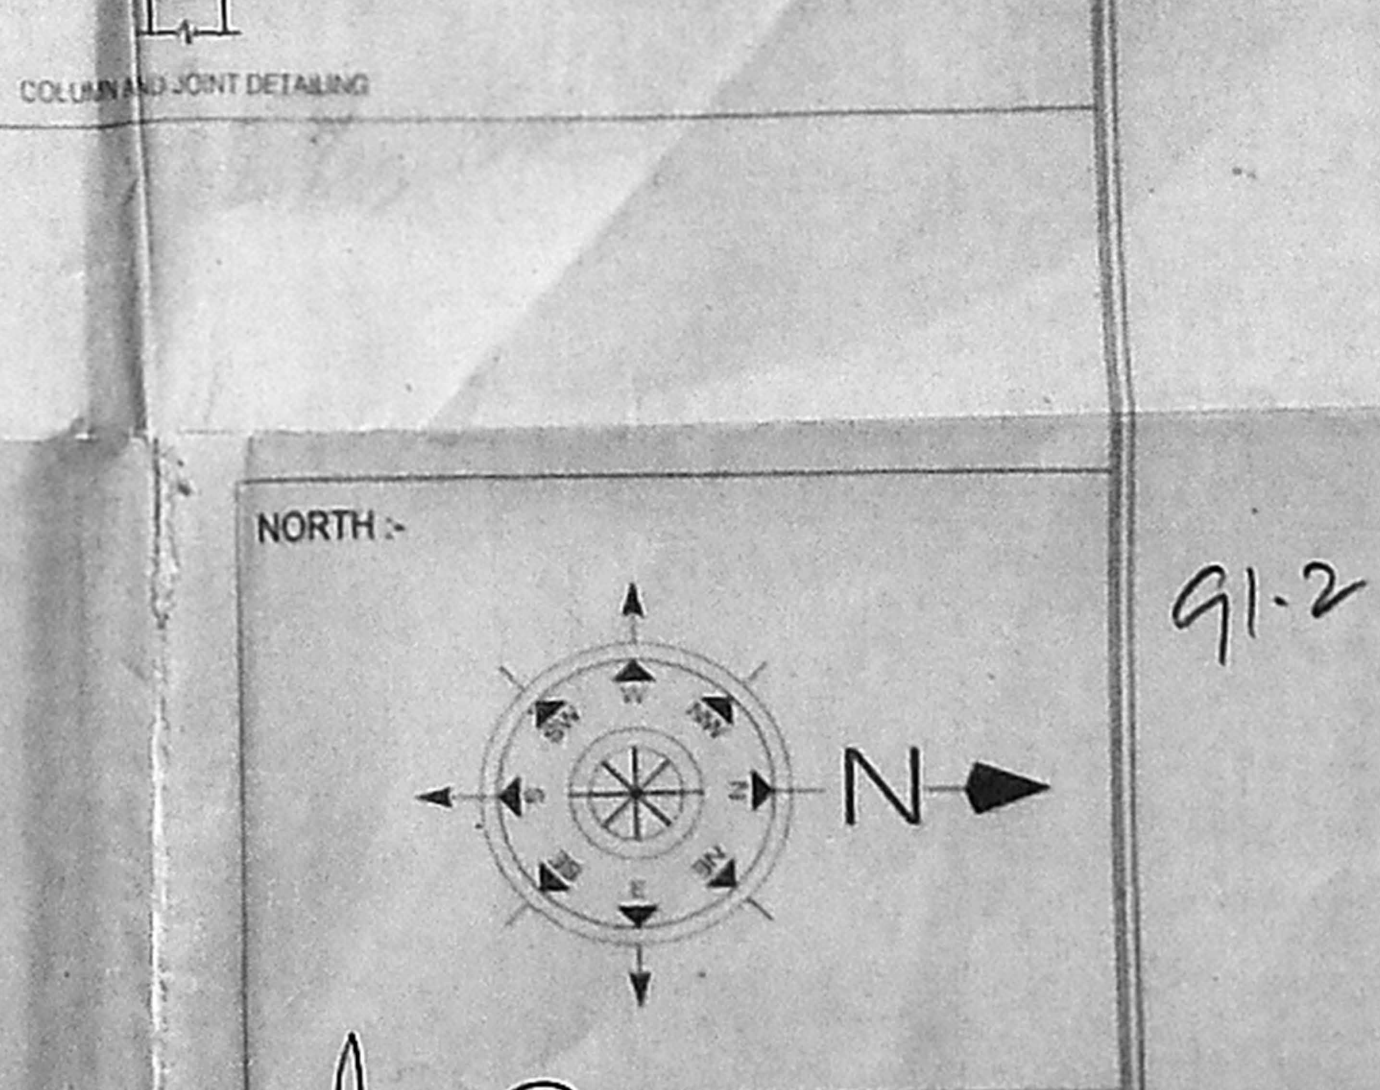 COLUMN AND JOINT DETAILING
NORTH :-
91.2
W
SW
NW
S
N
N
SE
NE
E